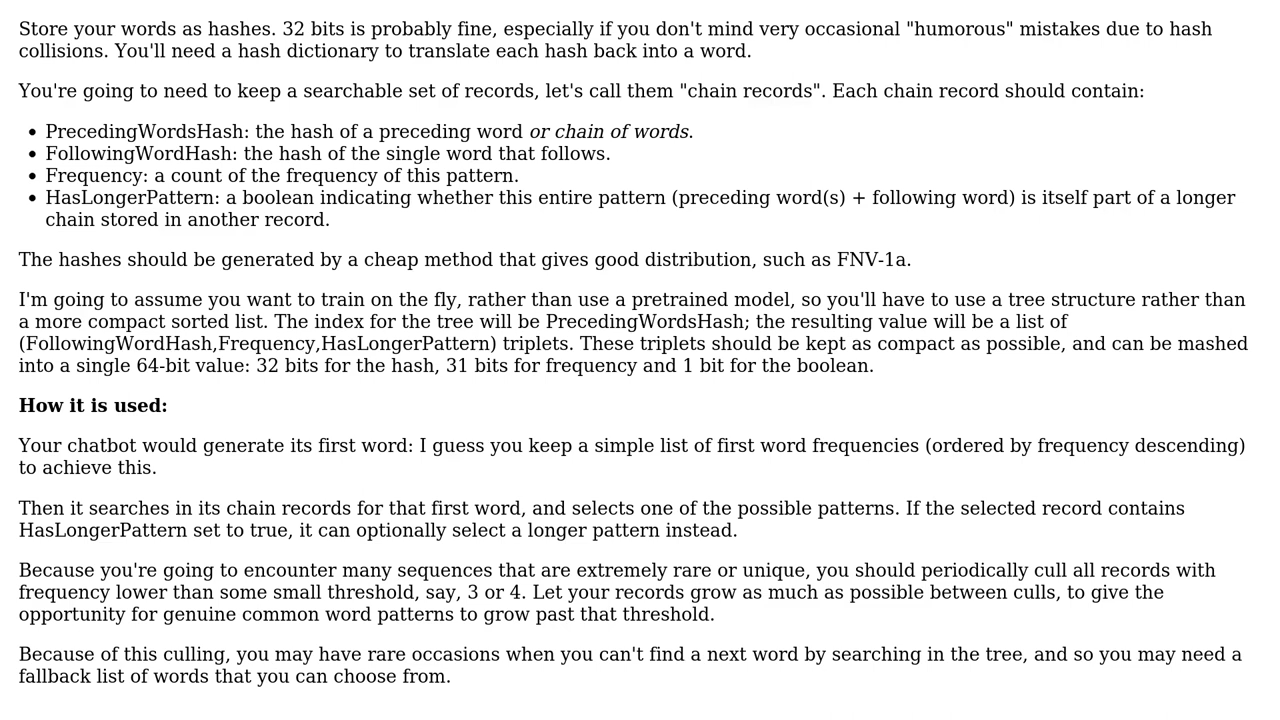 Store your words as hashes. 32 bits is probably fine, especially if you don't mind very occasional "humorous" mistakes due to hash
collisions. You'll need a hash dictionary to translate each hash back into a word.
You're going to need to keep a searchable set of records, let's call them "chain records". Each chain record should contain:
• PrecedingWordsHash: the hash of a preceding word or chain of words.
• FollowingWordHash: the hash of the single word that follows.
• Frequency: a count of the frequency of this pattern.
• HasLongerPattern: a boolean indicating whether this entire pattern (preceding word(s) + following word) is itself part of a longer
chain stored in another record.
The hashes should be generated by a cheap method that gives good distribution, such as FNV-1a.
I'm going to assume you want to train on the fly, rather than use a pretrained model, so you'll have to use a tree structure rather than
a more compact sorted list. The index for the tree will be PrecedingWordsHash; the resulting value will be a list of
(FollowingWordHash,Frequency,HasLongerPattern) triplets. These triplets should be kept as compact as possible, and can be mashed
into a single 64-bit value: 32 bits for the hash, 31 bits for frequency and 1 bit for the boolean.
How it is used:
Your chatbot would generate its first word: I guess you keep a simple list of first word frequencies (ordered by frequency descending)
to achieve this.
Then it searches in its chain records for that first word, and selects one of the possible patterns. If the selected record contains
HasLongerPattern set to true, it can optionally select a longer pattern instead.
Because you're going to encounter many sequences that are extremely rare or unique, you should periodically cull all records with
frequency lower than some small threshold, say, 3 or 4. Let your records grow as much as possible between culls, to give the
opportunity for genuine common word patterns to grow past that threshold.
Because of this culling, you may have rare occasions when you can't find a next word by searching in the tree, and so you may need a
fallback list of words that you can choose from.